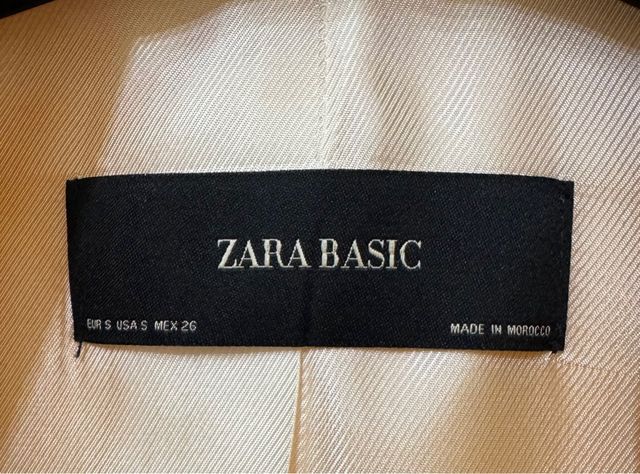 ZARA BASIC
EUR S USA S MEX 26
MADE IN MOROCCO